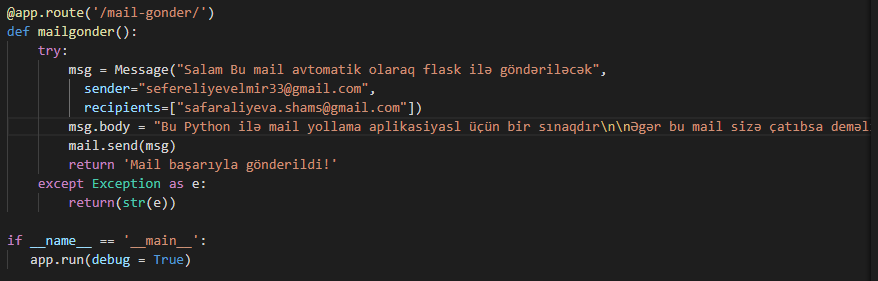 @app.route('/mail-gonder/')
def mailgonder():
try:
msg = Message("Salam Bu mail avtomatik olaraq flask ilə göndəriləcək",
sender="sefereliyevelmir33@gmail.com",
recipients=["safaraliyeva.shams@gmail.com"])
msg.body = "Bu Python ilə mail yollama aplikasiyasl üçün bir sınaqdır\n\nƏgər bu mail sizə çatıbsa deməl
mail.send(msg)
return 'Mail başarıyla gönderildi!'
except Exception as e:
return(str(e))
if __name__ == '__main__':
app.run(debug = True)